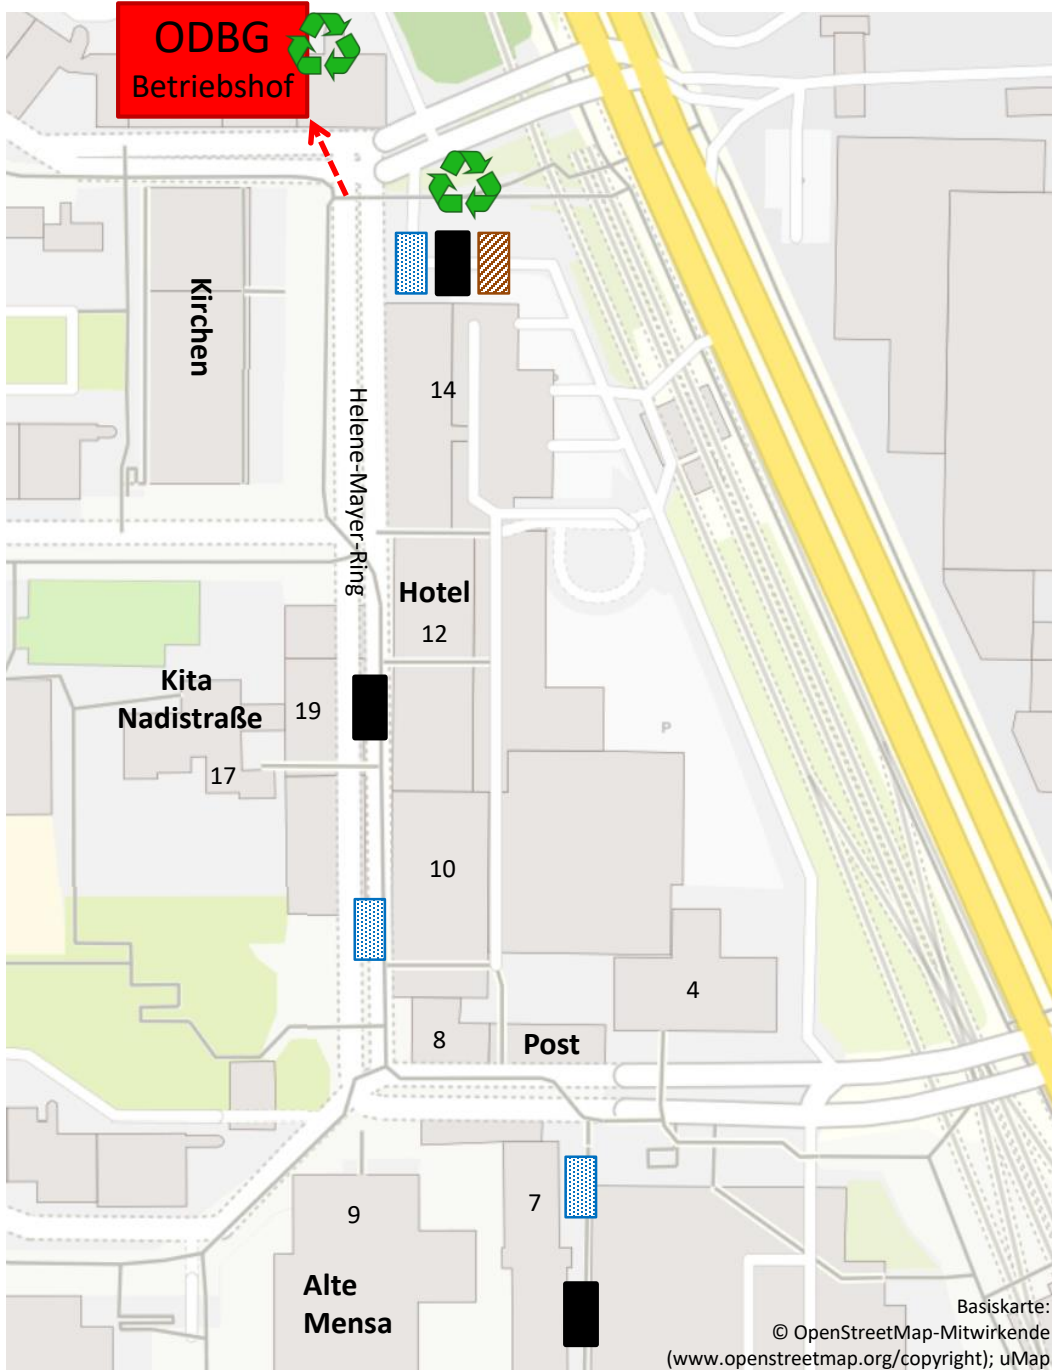 ODBG
Betriebshof
Kirchen
14
Helene-Mayer-Ring
Hotel
12
Kita
Nadistraße
19
17
P
10
4
8
Post
9
7
Alte
Mensa
Basiskarte:
© OpenStreetMap-Mitwirkende
(www.openstreetmap.org/copyright); uMap